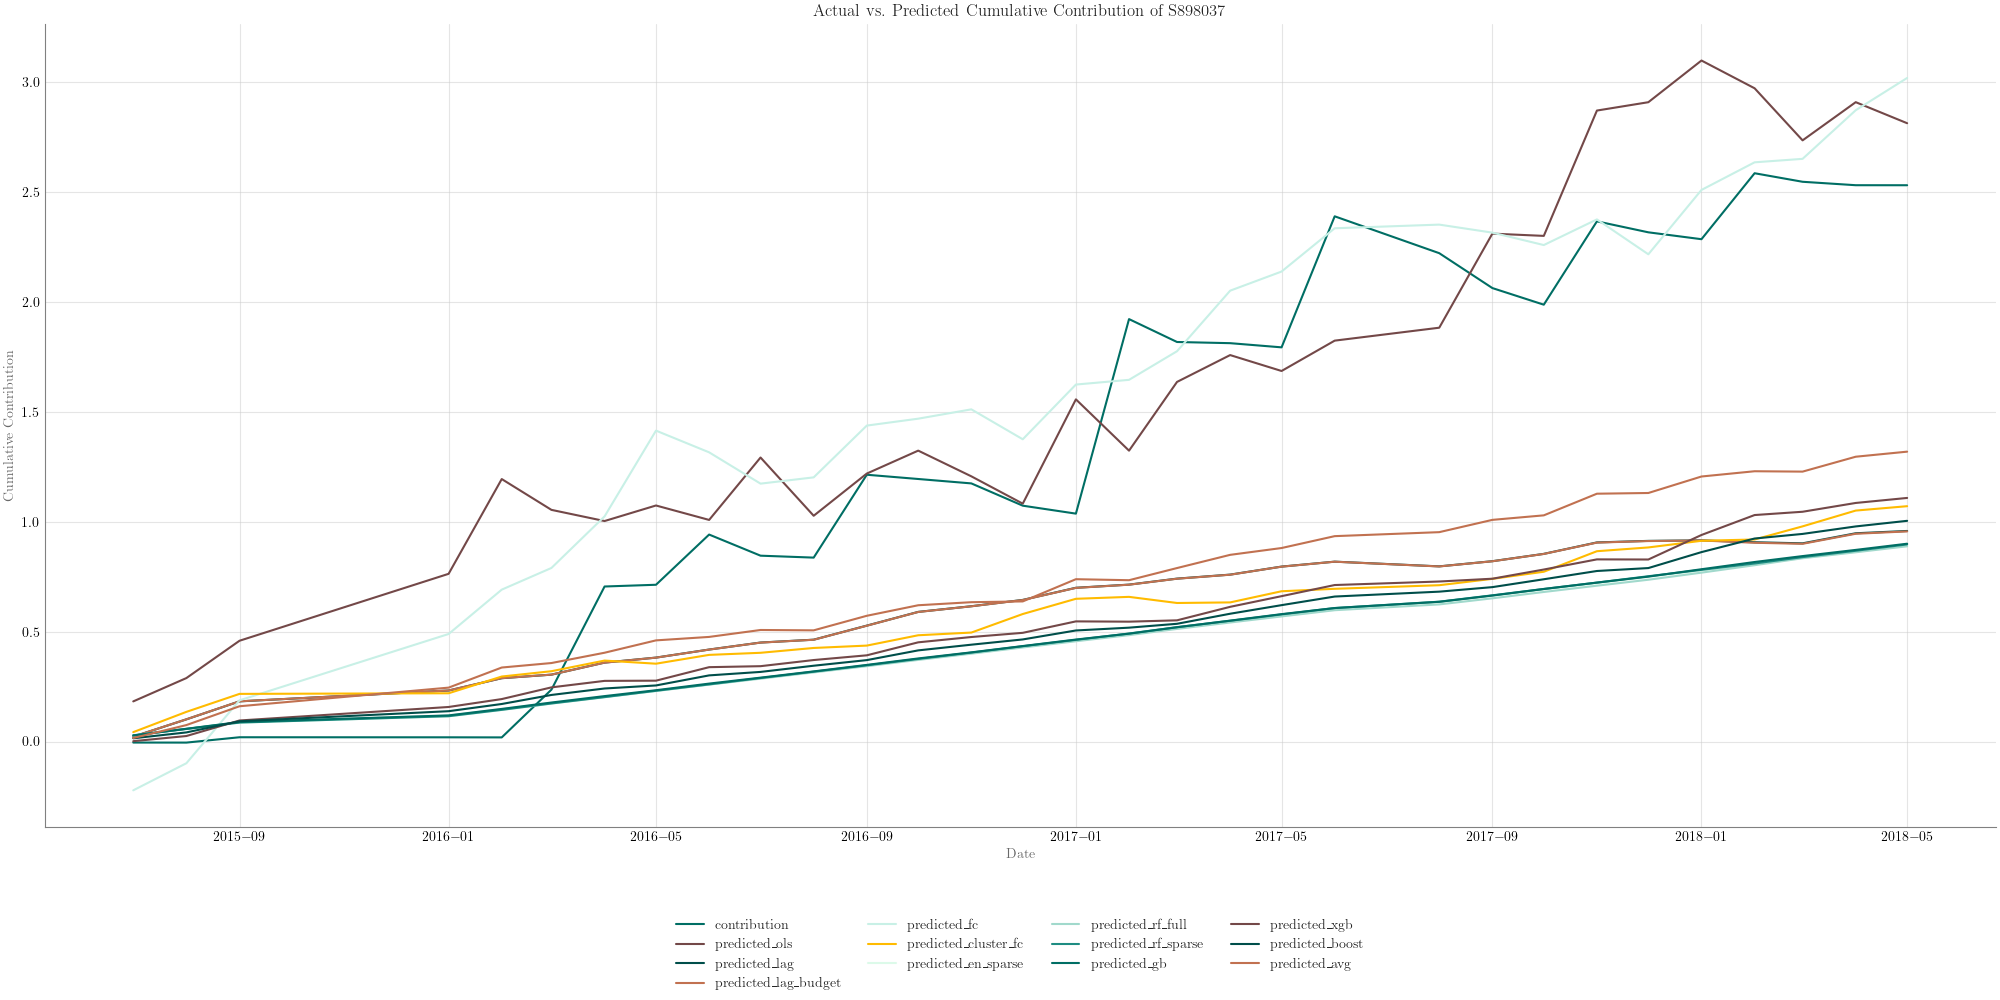 Actual vs. Predicted Cumulative Contribution of S898037
Cumulative Contribution
3.0
2.5
2.0
1.5
1.0
0.5
0.0
2015−09
2016−01
2016−05
2016−09
2017−01
2017−05
2017−09
2018−01
2018−05
Date
contribution
predicted_ols
predicted_lag
predicted_lag_budget
predicted_fc
predicted_cluster_fc
predicted_en_sparse
predicted_rf_full
predicted_rf_sparse
predicted_gb
predicted_xgb
predicted_boost
predicted_avg